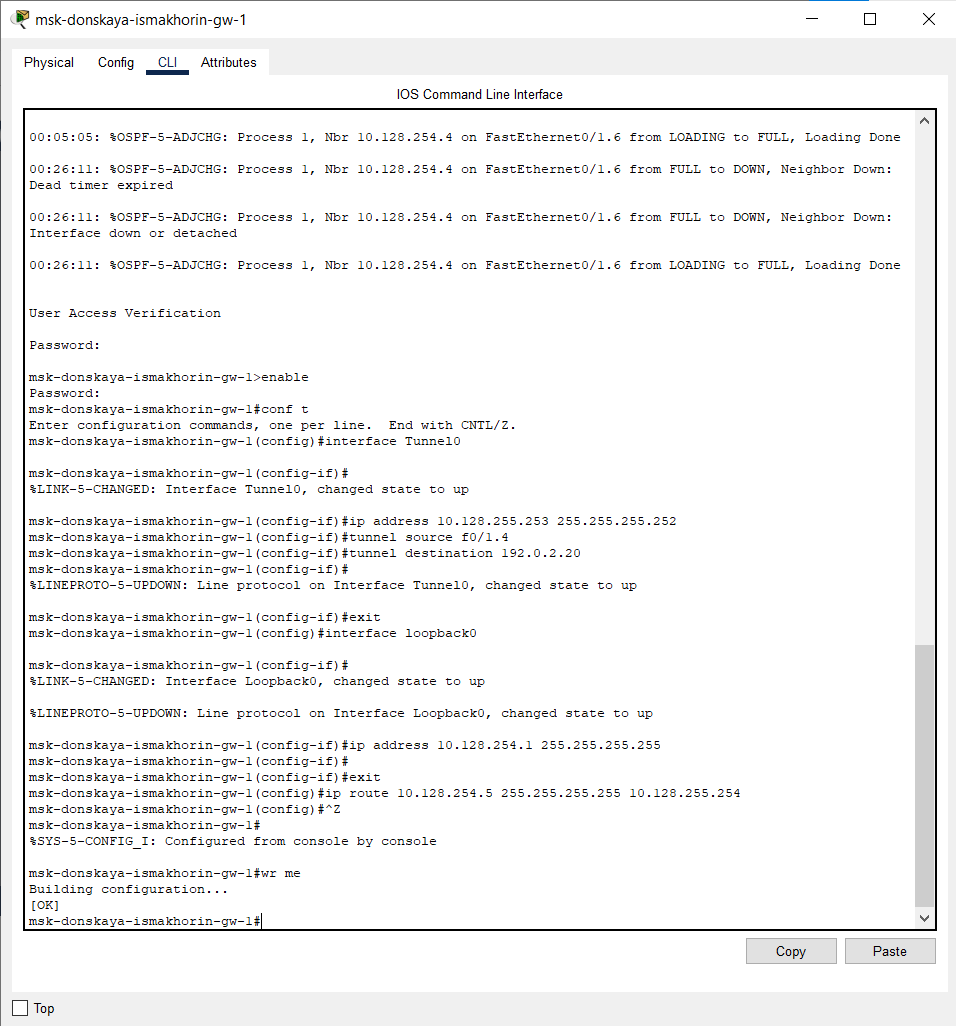 msk-donskaya-ismakhorin-gw-1
Physical Config CLI Attributes
IOS Command Line Interface
00:05:05: %OSPF-5-ADJCHG: Process 1, Nbr 10.128.254.4 on FastEthernet0/1.6 from LOADING to FULL, Loading Done
00:26:11: %OSPF-5-ADJCHG: Process 1, Nbr 10.128.254.4 on FastEthernet0/1.6 from FULL to DOWN, Neighbor Down:
Dead timer expired
00:26:11: %OSPF-5-ADJCHG: Process 1, Nbr 10.128.254.4 on FastEthernet0/1.6 from FULL to DOWN, Neighbor Down:
Interface down or detached
00:26:11: %OSPF-5-ADJCHG: Process 1, Nbr 10.128.254.4 on FastEthernet0/1.6 from LOADING to FULL, Loading Done
User Access Verification
Password:
msk-donskaya-ismakhorin-gw-1>enable
Password:
msk-donskaya-ismakhorin-gw-1#conf t
Enter configuration commands, one per line.  End with CNTL/Z.
msk-donskaya-ismakhorin-gw-1(config)#interface Tunnel0
msk-donskaya-ismakhorin-gw-1(config-if)#
%LINK-5-CHANGED: Interface Tunnel0, changed state to up
msk-donskaya-ismakhorin-gw-1(config-if)#ip address 10.128.255.253 255.255.255.252
msk-donskaya-ismakhorin-gw-1(config-if)#tunnel source f0/1.4
msk-donskaya-ismakhorin-gw-1(config-if)#tunnel destination 192.0.2.20
msk-donskaya-ismakhorin-gw-1(config-if)#
%LINEPROTO-5-UPDOWN: Line protocol on Interface Tunnel0, changed state to up
msk-donskaya-ismakhorin-gw-1(config-if)#exit
msk-donskaya-ismakhorin-gw-1(config)#interface loopback0
msk-donskaya-ismakhorin-gw-1(config-if)#
%LINK-5-CHANGED: Interface Loopback0, changed state to up
%LINEPROTO-5-UPDOWN: Line protocol on Interface Loopback0, changed state to up
msk-donskaya-ismakhorin-gw-1(config-if)#ip address 10.128.254.1 255.255.255.255
msk-donskaya-ismakhorin-gw-1(config-if)#
msk-donskaya-ismakhorin-gw-1(config-if)#exit
msk-donskaya-ismakhorin-gw-1(config)#ip route 10.128.254.5 255.255.255.255 10.128.255.254
msk-donskaya-ismakhorin-gw-1(config)#^Z
msk-donskaya-ismakhorin-gw-1#
%SYS-5-CONFIG_I: Configured from console by console
msk-donskaya-ismakhorin-gw-1#wr me
Building configuration...
[OK]
msk-donskaya-ismakhorin-gw-1#
Copy Paste
Top